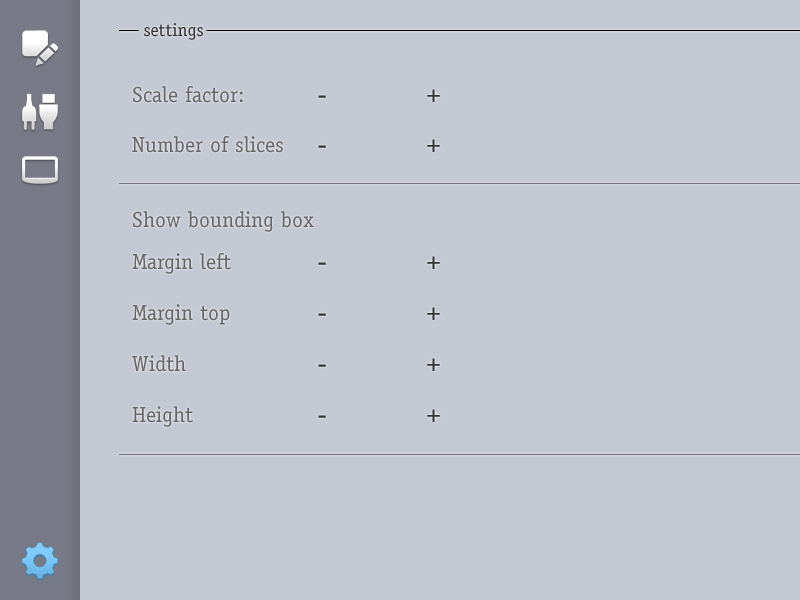 settings
Scale factor: - +
Number of slices - +
Show bounding box
Margin left - +
Margin top - +
Width - +
Height - +